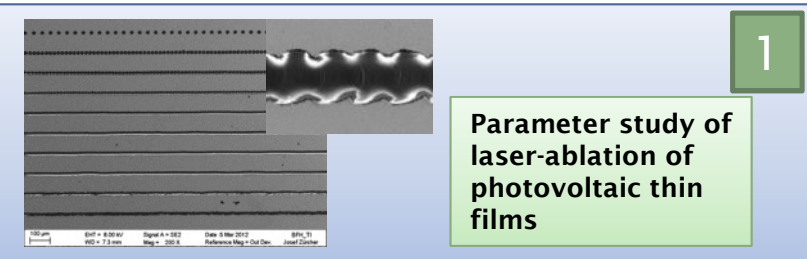 1
Parameter study of
laser-ablation of
photovoltaic thin
films
100 µm
EHT = 8.00 kV Signal A = SE2 Date :5 Mar 2012 BFH_TI
WD = 7.3 mm Mag = 200 X Reference Mag = Out Dev. Josef Zürcher